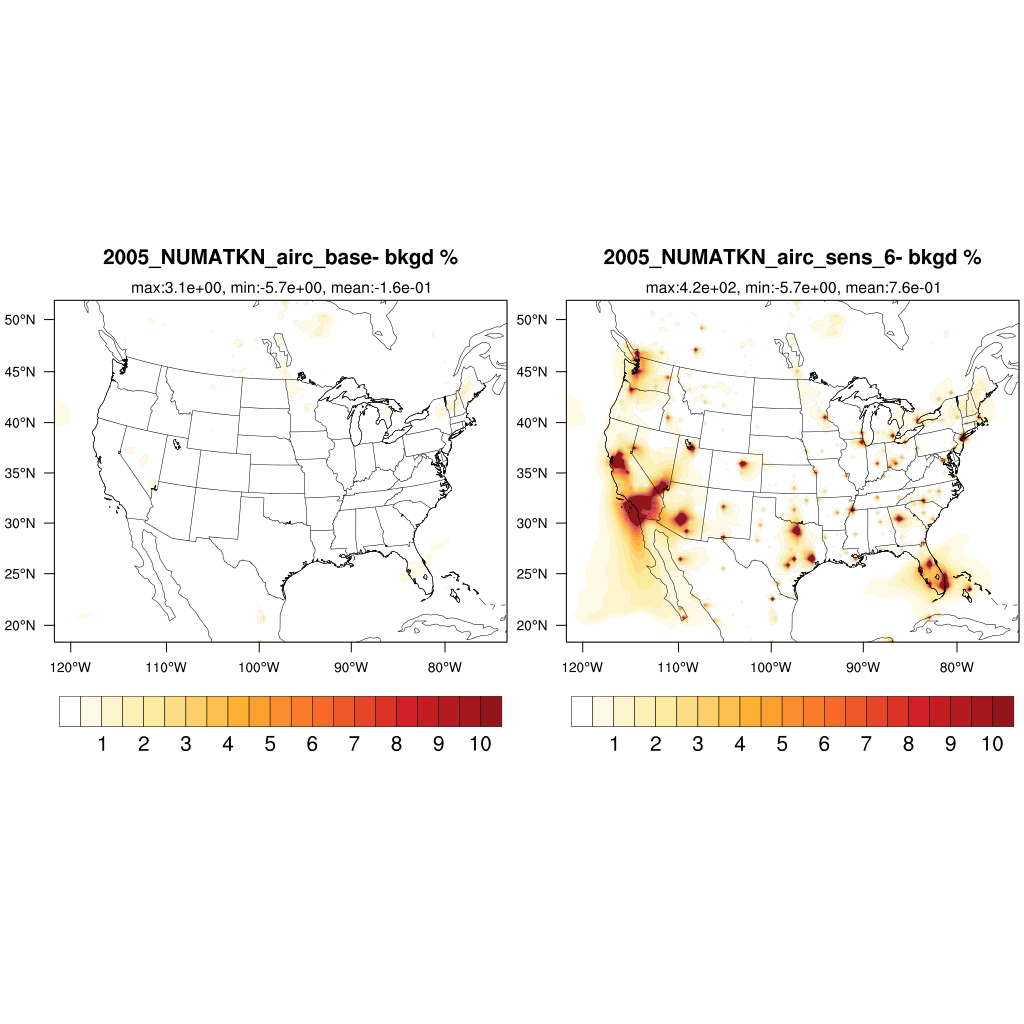 2005_NUMATKN_airc_base- bkgd %
max:3.1e+00, min:-5.7e+00, mean:-1.6e-01
50°N
45°N
40°N
35°N
30°N
25°N
20°N
120°W 110°W 100°W 90°W 80°W
1 2 3 4 5 6 7 8 9 10
2005_NUMATKN_airc_sens_6- bkgd %
max:4.2e+02, min:-5.7e+00, mean:7.6e-01
50°N
45°N
40°N
35°N
30°N
25°N
20°N
120°W 110°W 100°W 90°W 80°W
1 2 3 4 5 6 7 8 9 10